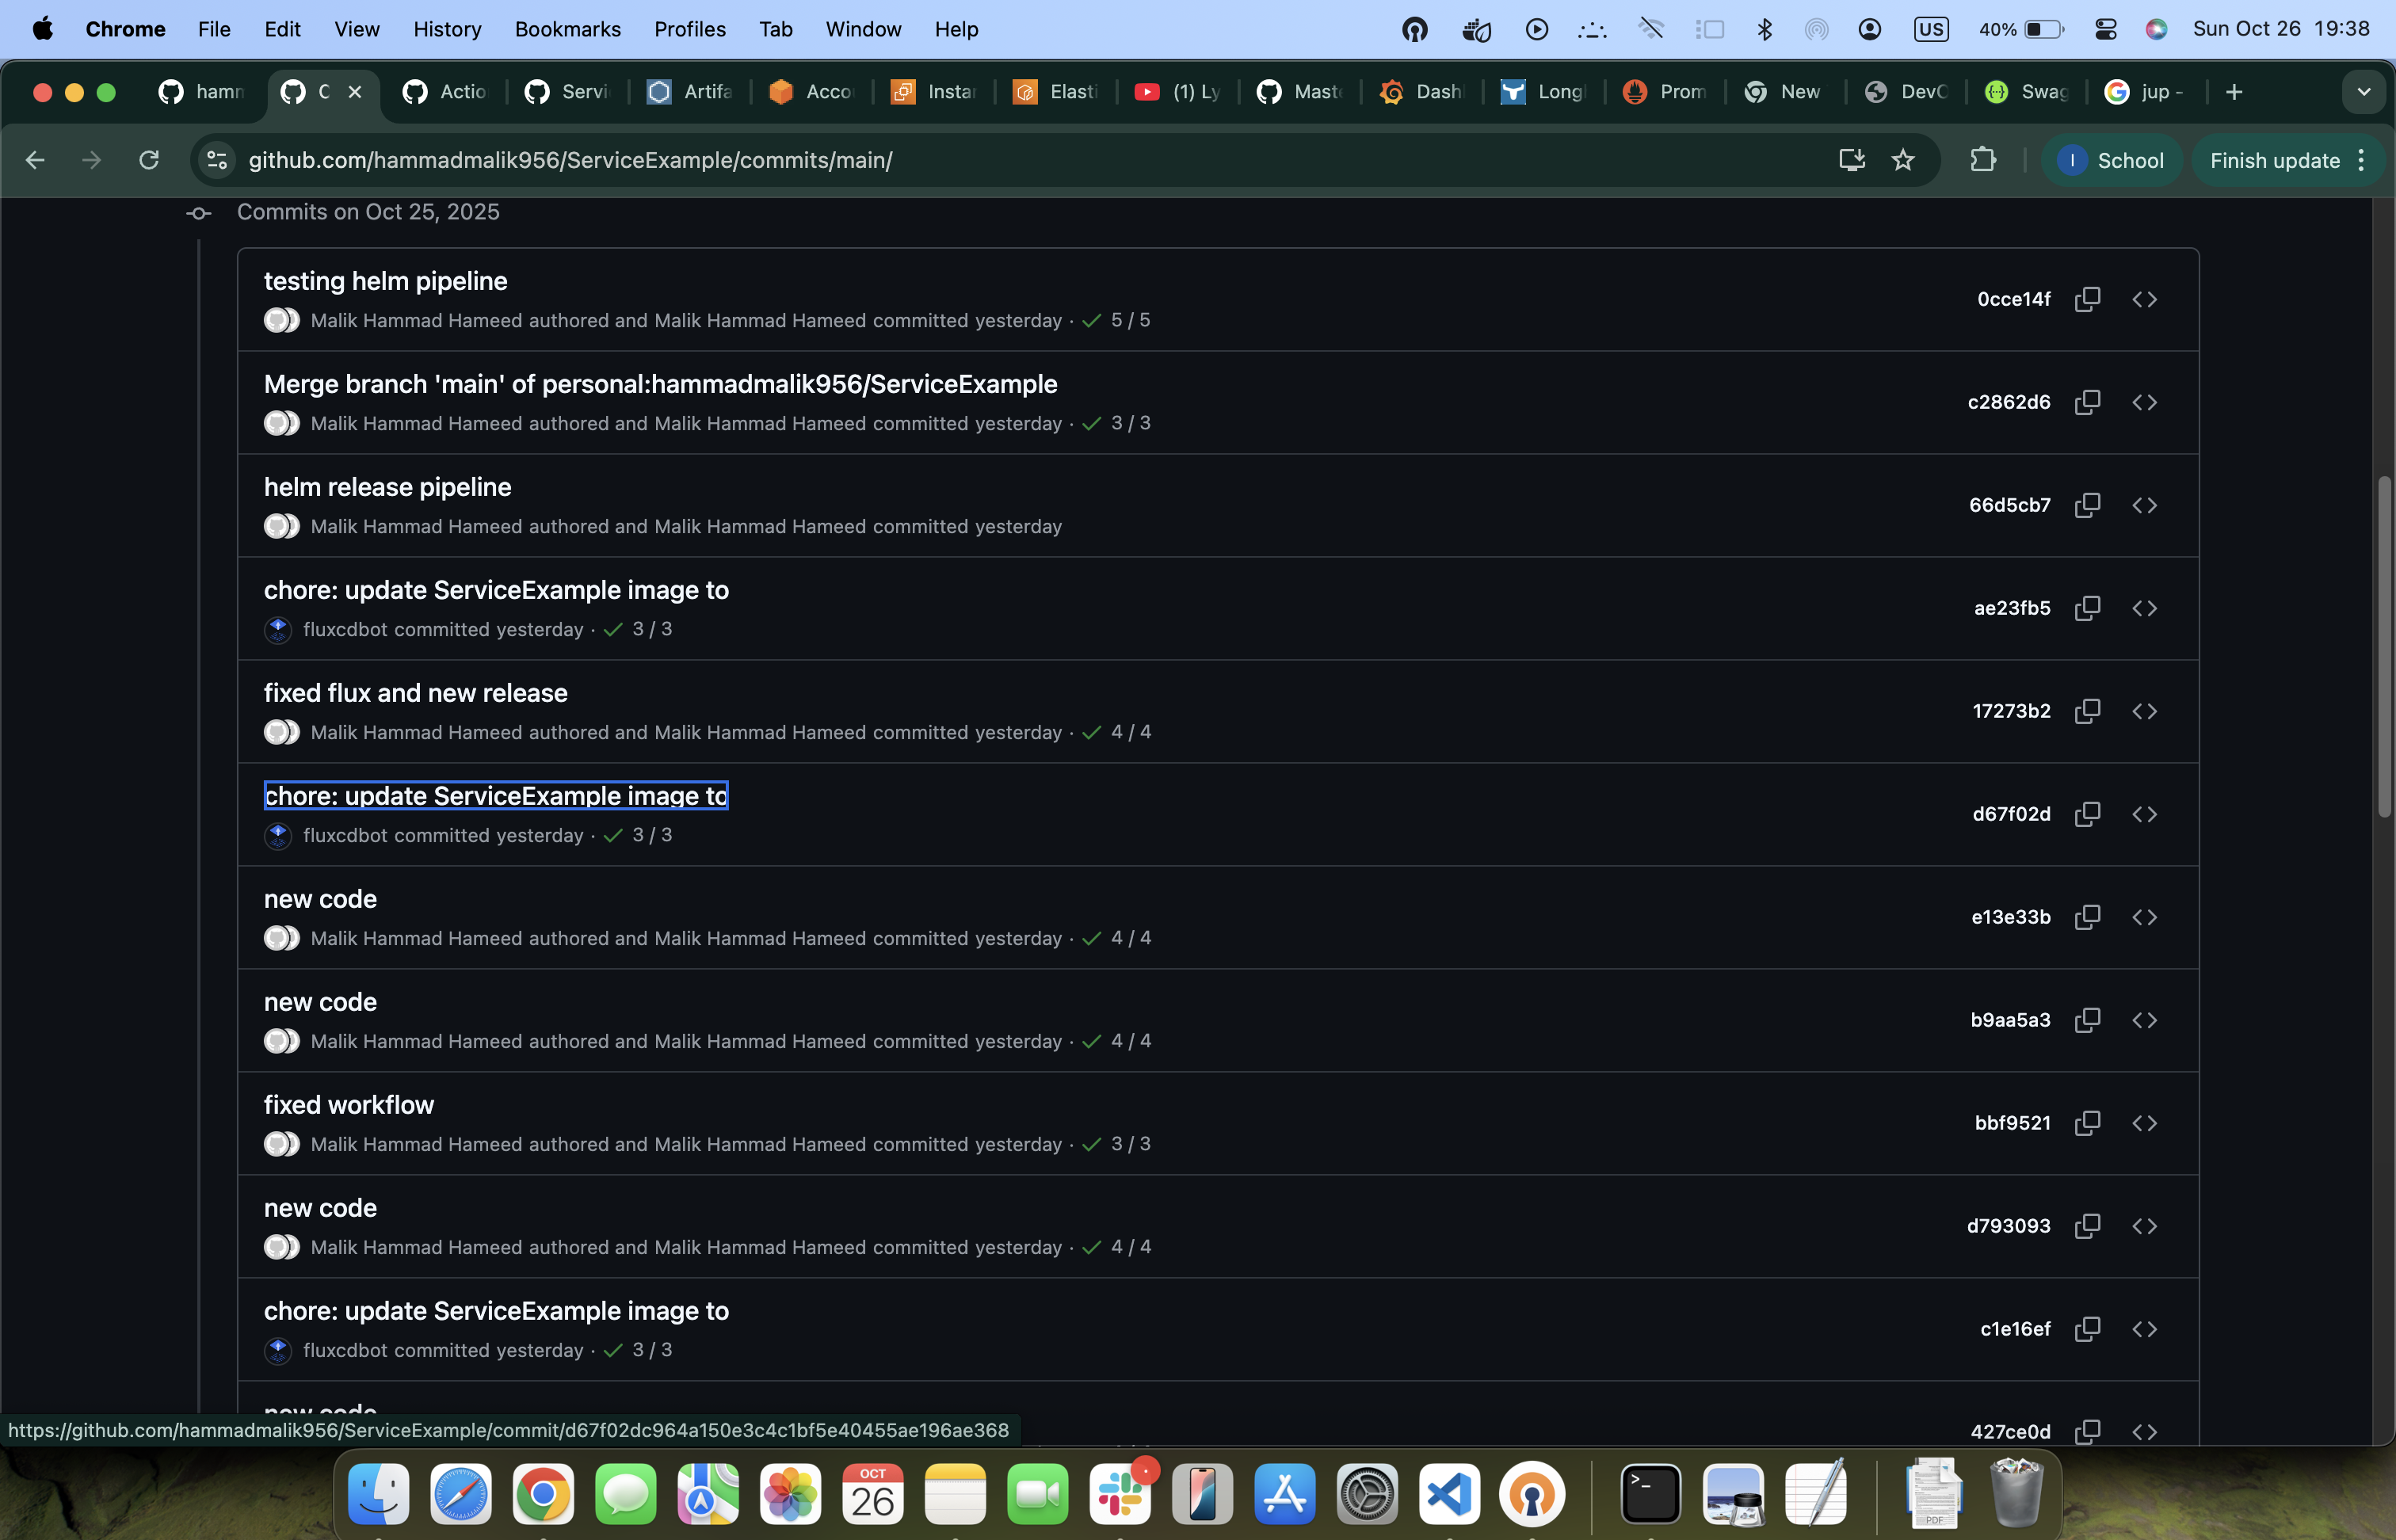 Chrome File Edit View History Bookmarks Profiles Tab Window Help US 40% Sun Oct 26 19:38
hamm C Actio Servi Artifa Accou Instan Elasti (1) Ly Maste Dash Long Prom New DevO Swag jup -
github.com/hammadmalik956/ServiceExample/commits/main/ I School Finish update
Commits on Oct 25, 2025
testing helm pipeline
Malik Hammad Hameed authored and Malik Hammad Hameed committed yesterday · 5 / 5
0cce14f
Merge branch 'main' of personal:hammadmalik956/ServiceExample
Malik Hammad Hameed authored and Malik Hammad Hameed committed yesterday · 3 / 3
c2862d6
helm release pipeline
Malik Hammad Hameed authored and Malik Hammad Hameed committed yesterday
66d5cb7
chore: update ServiceExample image to
fluxcdbot committed yesterday · 3 / 3
ae23fb5
fixed flux and new release
Malik Hammad Hameed authored and Malik Hammad Hameed committed yesterday · 4 / 4
17273b2
chore: update ServiceExample image to
fluxcdbot committed yesterday · 3 / 3
d67f02d
new code
Malik Hammad Hameed authored and Malik Hammad Hameed committed yesterday · 4 / 4
e13e33b
new code
Malik Hammad Hameed authored and Malik Hammad Hameed committed yesterday · 4 / 4
b9aa5a3
fixed workflow
Malik Hammad Hameed authored and Malik Hammad Hameed committed yesterday · 3 / 3
bbf9521
new code
Malik Hammad Hameed authored and Malik Hammad Hameed committed yesterday · 4 / 4
d793093
chore: update ServiceExample image to
fluxcdbot committed yesterday · 3 / 3
c1e16ef
new code
427ce0d
https://github.com/hammadmalik956/ServiceExample/commit/d67f02dc964a150e3c4c1bf5e40455ae196ae368
OCT
26
PDF